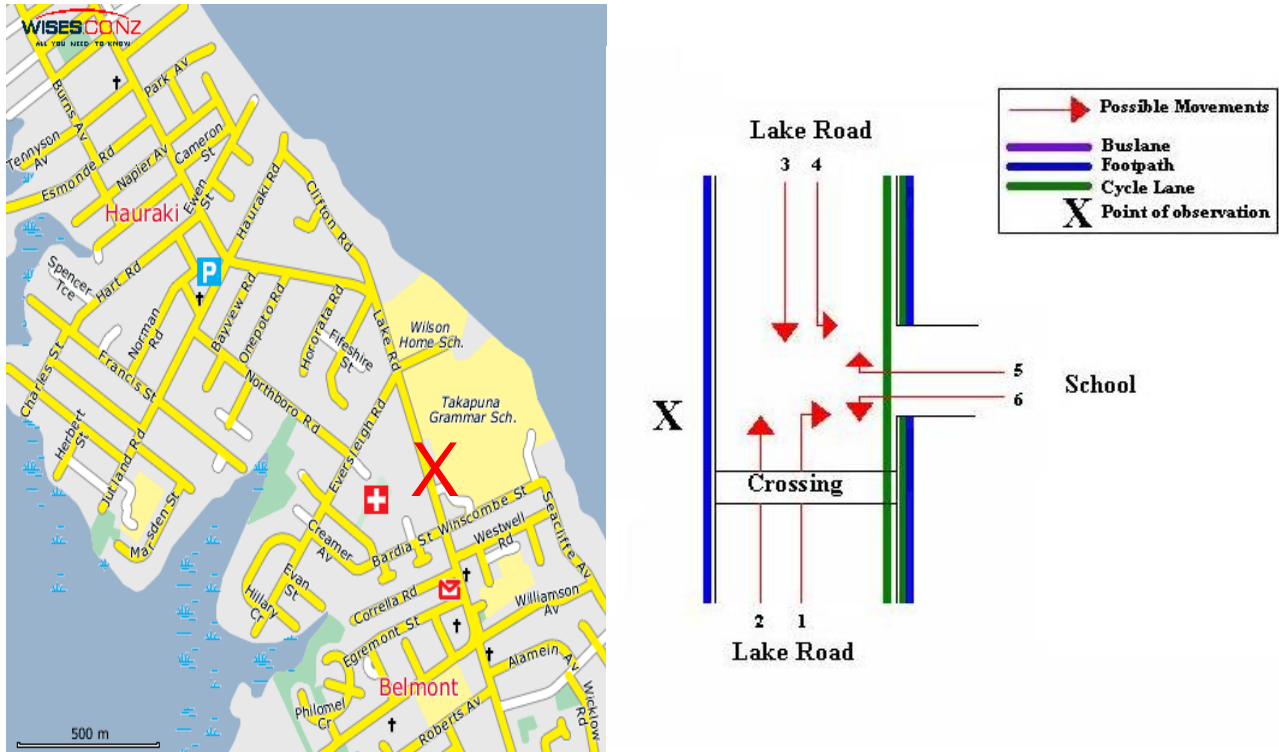 WISES.CO.NZ
ALL YOU NEED TO KNOW
Park Av
Burns Av
Tennyson
Av
Esmonde Rd
Napier Av
Cameron
St
Ewen
St
Hauraki
Hauraki Rd
Clifton Rd
P
Spencer
Tce
Hart Rd
Norman
Rd
Bayview Rd
Onepoto Rd
Hororata Rd
Fifeshire
St
Lake Rd
Wilson
Home Sch.
Takapuna
Grammar Sch.
Charles St
Francis St
Herbert
St
Jutland Rd
Marsden St
Northboro Rd
Eversleigh Rd
X
Creamer
Av
Bardia St
Winscombe St
Westwell
Rd
Seacliffe Av
Evan
St
Hillary
Cr
Corrella Rd
Egremont St
Williamson
Av
Alamein Av
Wicklow
Rd
Belmont
Philomel
Cr
Roberts Av
500 m
Possible Movements
Buslane
Footpath
Cycle Lane
X Point of observation
Lake Road
3 4
5
6
School
X
Crossing
2 1
Lake Road